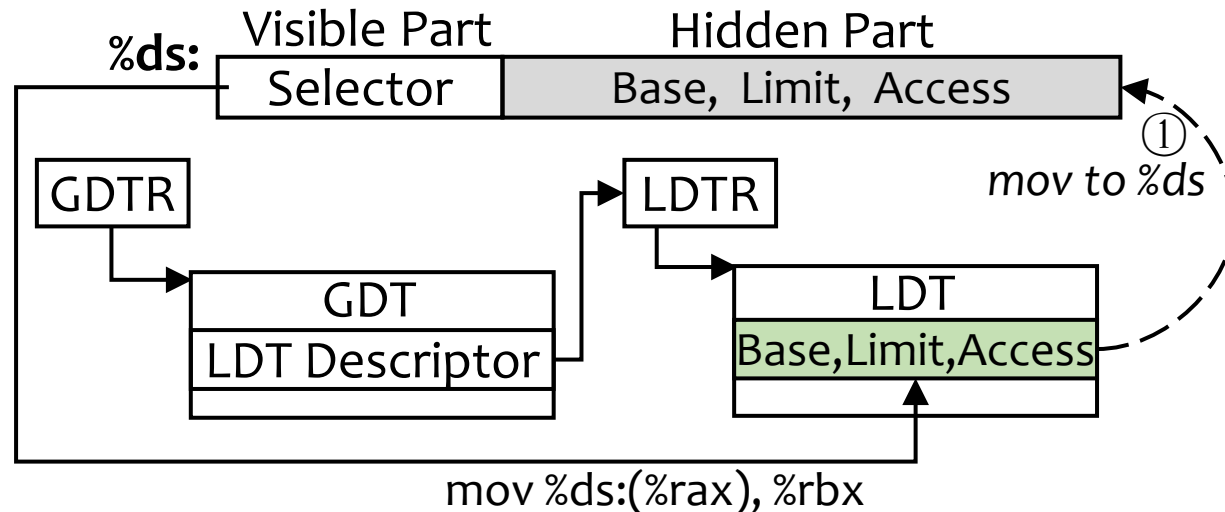 Visible Part Hidden Part
%ds: Selector Base, Limit, Access
①
mov to %ds
GDTR LDTR
GDT LDT
LDT Descriptor Base,Limit,Access
mov %ds:(%rax), %rbx